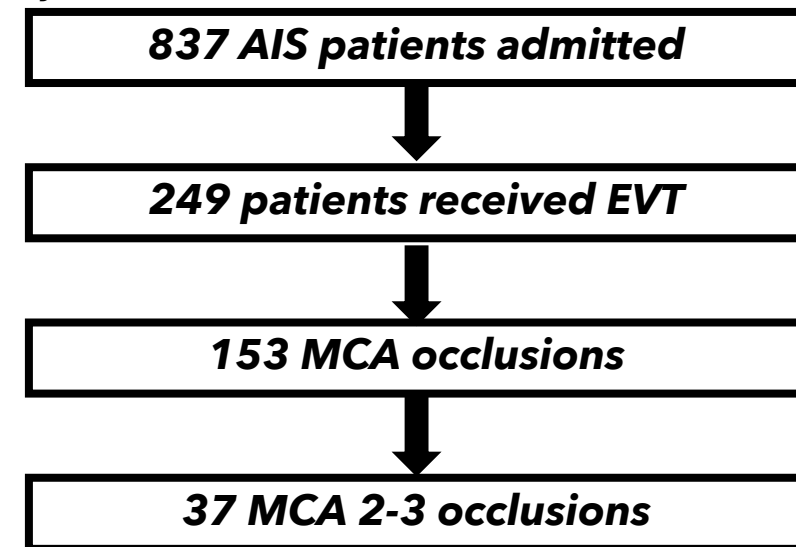 837 AIS patients admitted
249 patients received EVT
153 MCA occlusions
37 MCA 2-3 occlusions